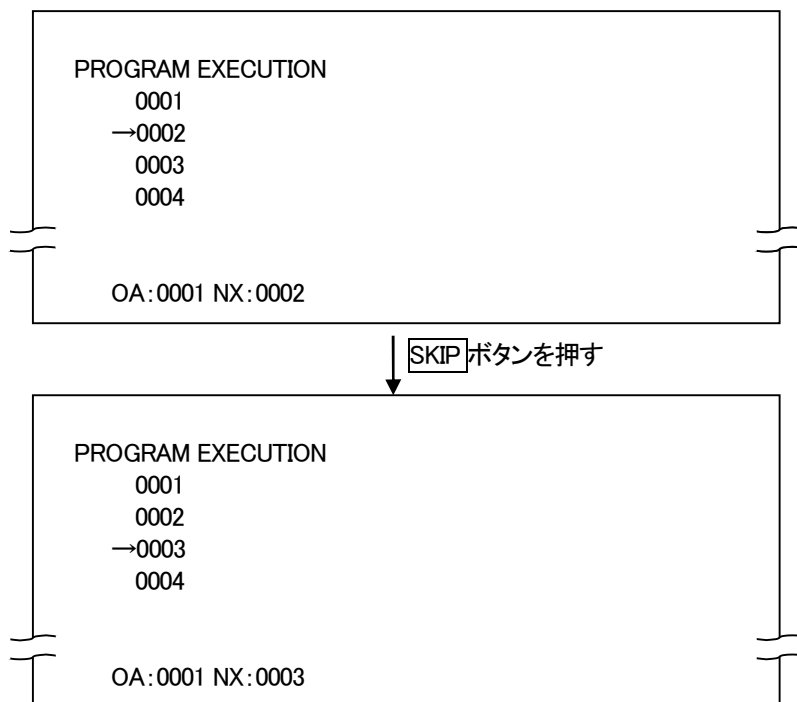 PROGRAM EXECUTION
0001
→0002
0003
0004
OA:0001 NX:0002
SKIP ボタンを押す
PROGRAM EXECUTION
0001
0002
→0003
0004
OA:0001 NX:0003